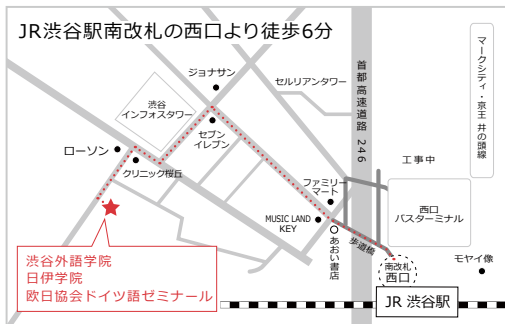 JR渋谷駅南改札の西口より徒歩6分
ジョナサン
セルリアンタワー
首都高速道路 246
マークシティ・京王 井の頭線
渋谷
インフォスタワー
セブン
イレブン
ローソン
クリニック桜丘
工事中
ファミリー
マート
西口
バスターミナル
MUSIC LAND
KEY
あおい書店
歩道橋
南改札
西口
モヤイ像
渋谷外語学院
日伊学院
欧日協会ドイツ語ゼミナール
JR 渋谷駅